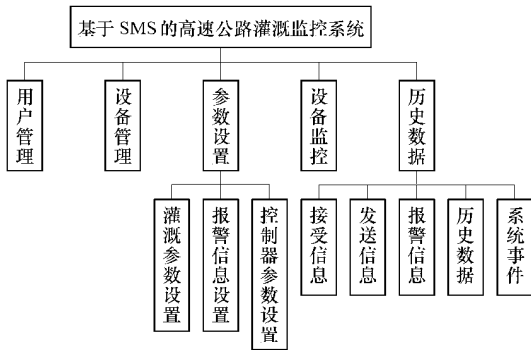 基于SMS的高速公路灌溉监控系统
用户管理
设备管理
参数设置
设备监控
历史数据
灌溉参数设置
报警信息设置
控制器参数设置
接受信息
发送信息
报警信息
历史数据
系统事件